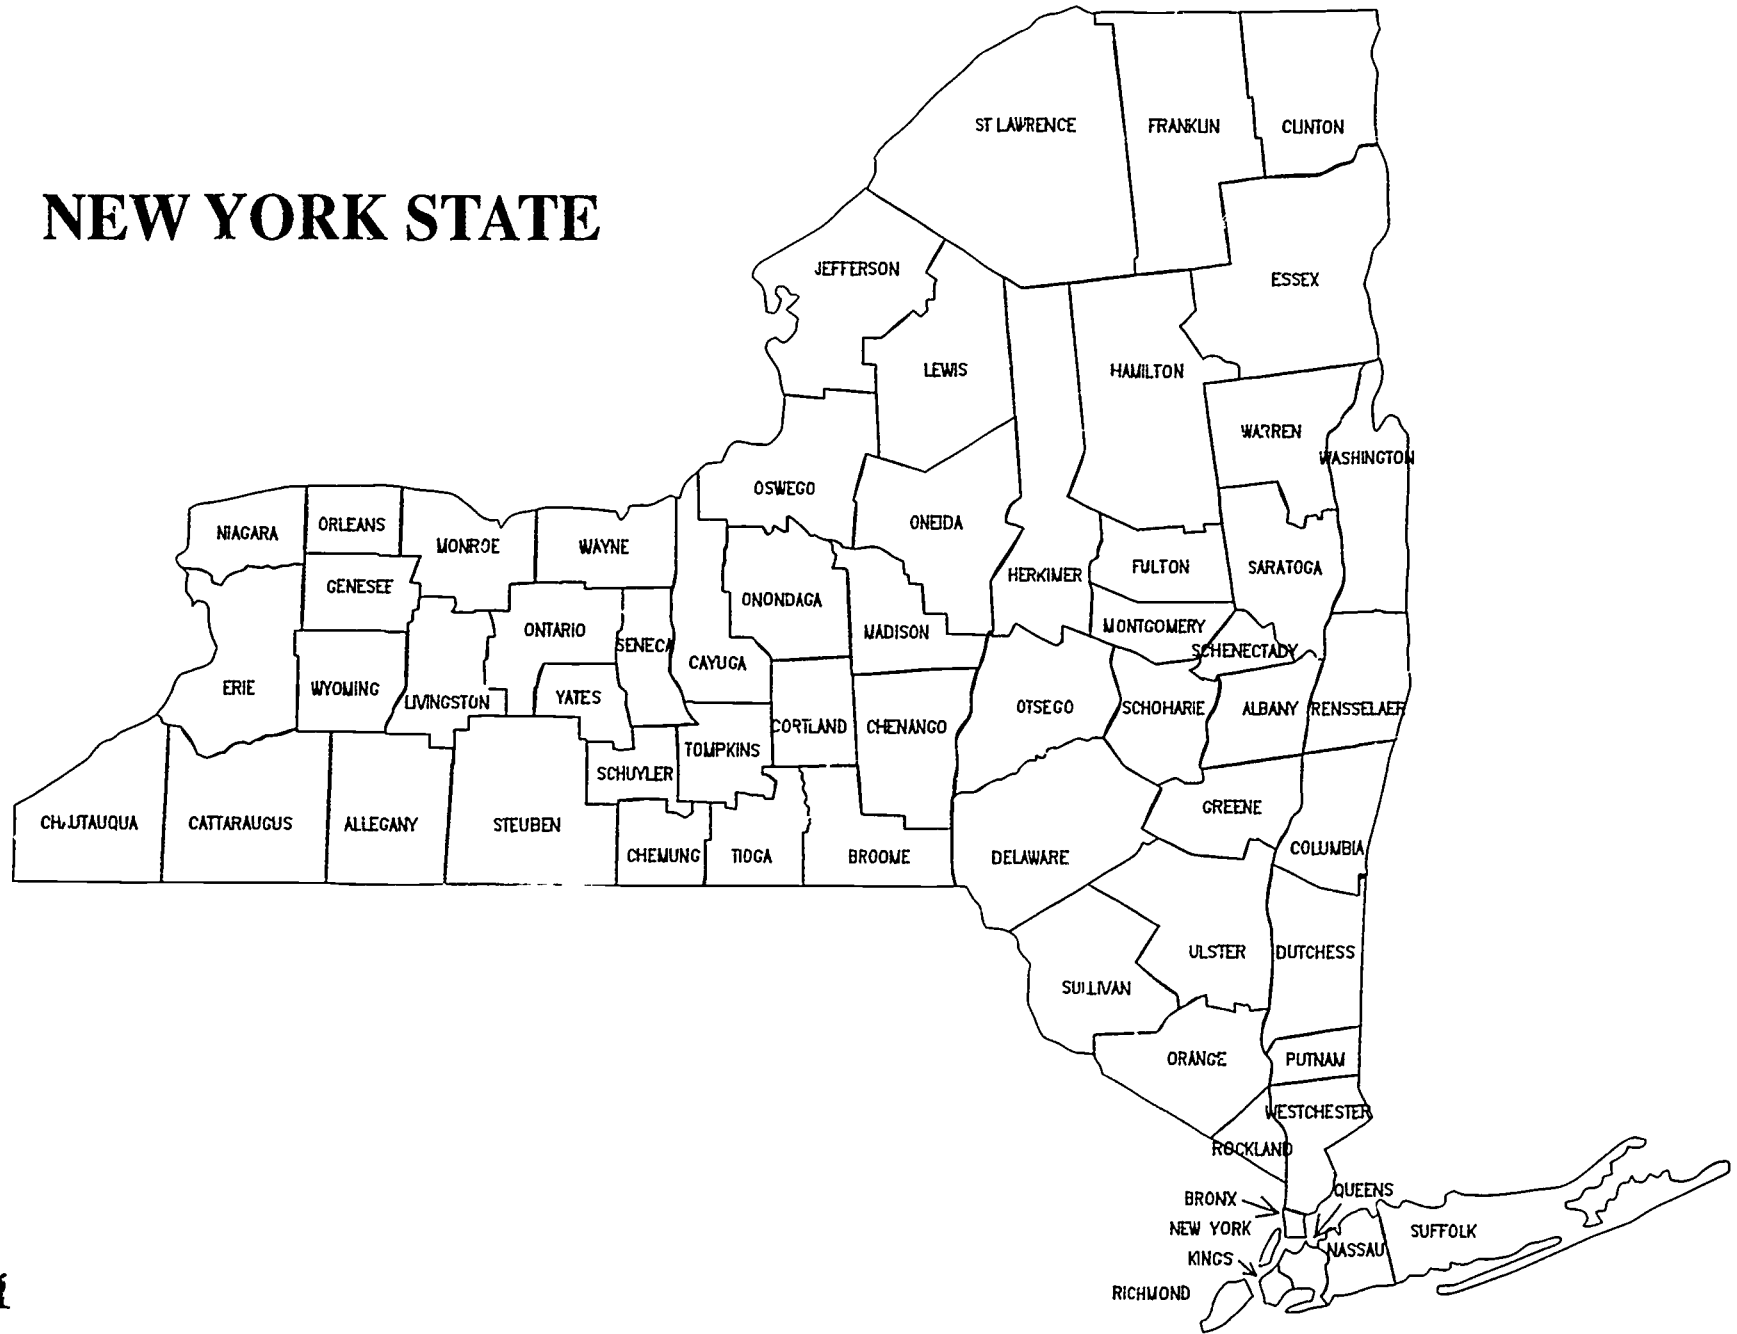 ST LAWRENCE
FRANKLIN
CLINTON
NEW YORK STATE
JEFFERSON
ESSEX
LEWIS
HAMILTON
WARREN
WASHINGTON
OSWEGO
ONEIDA
ORLEANS
NIAGARA
MONROE
WAYNE
FULTON
SARATOGA
HERKIMER
GENESEE
ONONDAGA
MONTGOMERY
ONTARIO
MADISON
SENECA
SCHENECTADY
CAYUGA
ERIE
WYOMING
YATES
LIVINGSTON
OTSEGO
SCHOHARIE
ALBANY
RENSSELAER
CORTLAND
CHENANGO
TOMPKINS
SCHUYLER
GREENE
CHAUTAUQUA
CATTARAUGUS
ALLEGANY
STEUBEN
COLUMBIA
CHEMUNG
TIOGA
BROOME
DELAWARE
ULSTER
DUTCHESS
SULLIVAN
ORANGE
PUTNAM
WESTCHESTER
ROCKLAND
QUEENS
BRONX
NEW YORK
SUFFOLK
NASSAU
KINGS
RICHMOND